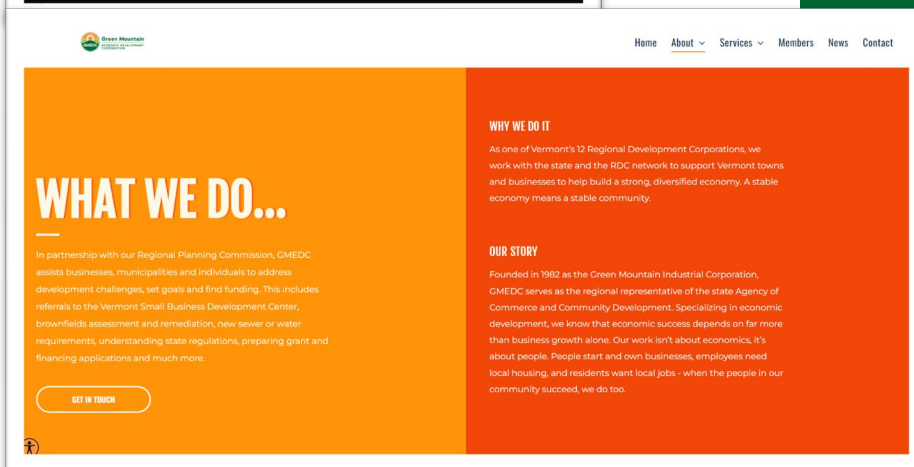 Green Mountain
ECONOMIC DEVELOPMENT
CORPORATION
GMEDC
Home About Services Members News Contact
WHAT WE DO...
In partnership with our Regional Planning Commission, GMEDC
assists businesses, municipalities and individuals to address
development challenges, set goals and find funding. This includes
referrals to the Vermont Small Business Development Center,
brownfields assessment and remediation, new sewer or water
requirements, understanding state regulations, preparing grant and
financing applications and much more.
GET IN TOUCH
WHY WE DO IT
As one of Vermont's 12 Regional Development Corporations, we
work with the state and the RDC network to support Vermont towns
and businesses to help build a strong, diversified economy. A stable
economy means a stable community.
OUR STORY
Founded in 1982 as the Green Mountain Industrial Corporation,
GMEDC serves as the regional representative of the state Agency of
Commerce and Community Development. Specializing in economic
development, we know that economic success depends on far more
than business growth alone. Our work isn't about economics, it's
about people. People start and own businesses, employees need
local housing, and residents want local jobs - when the people in our
community succeed, we do too.